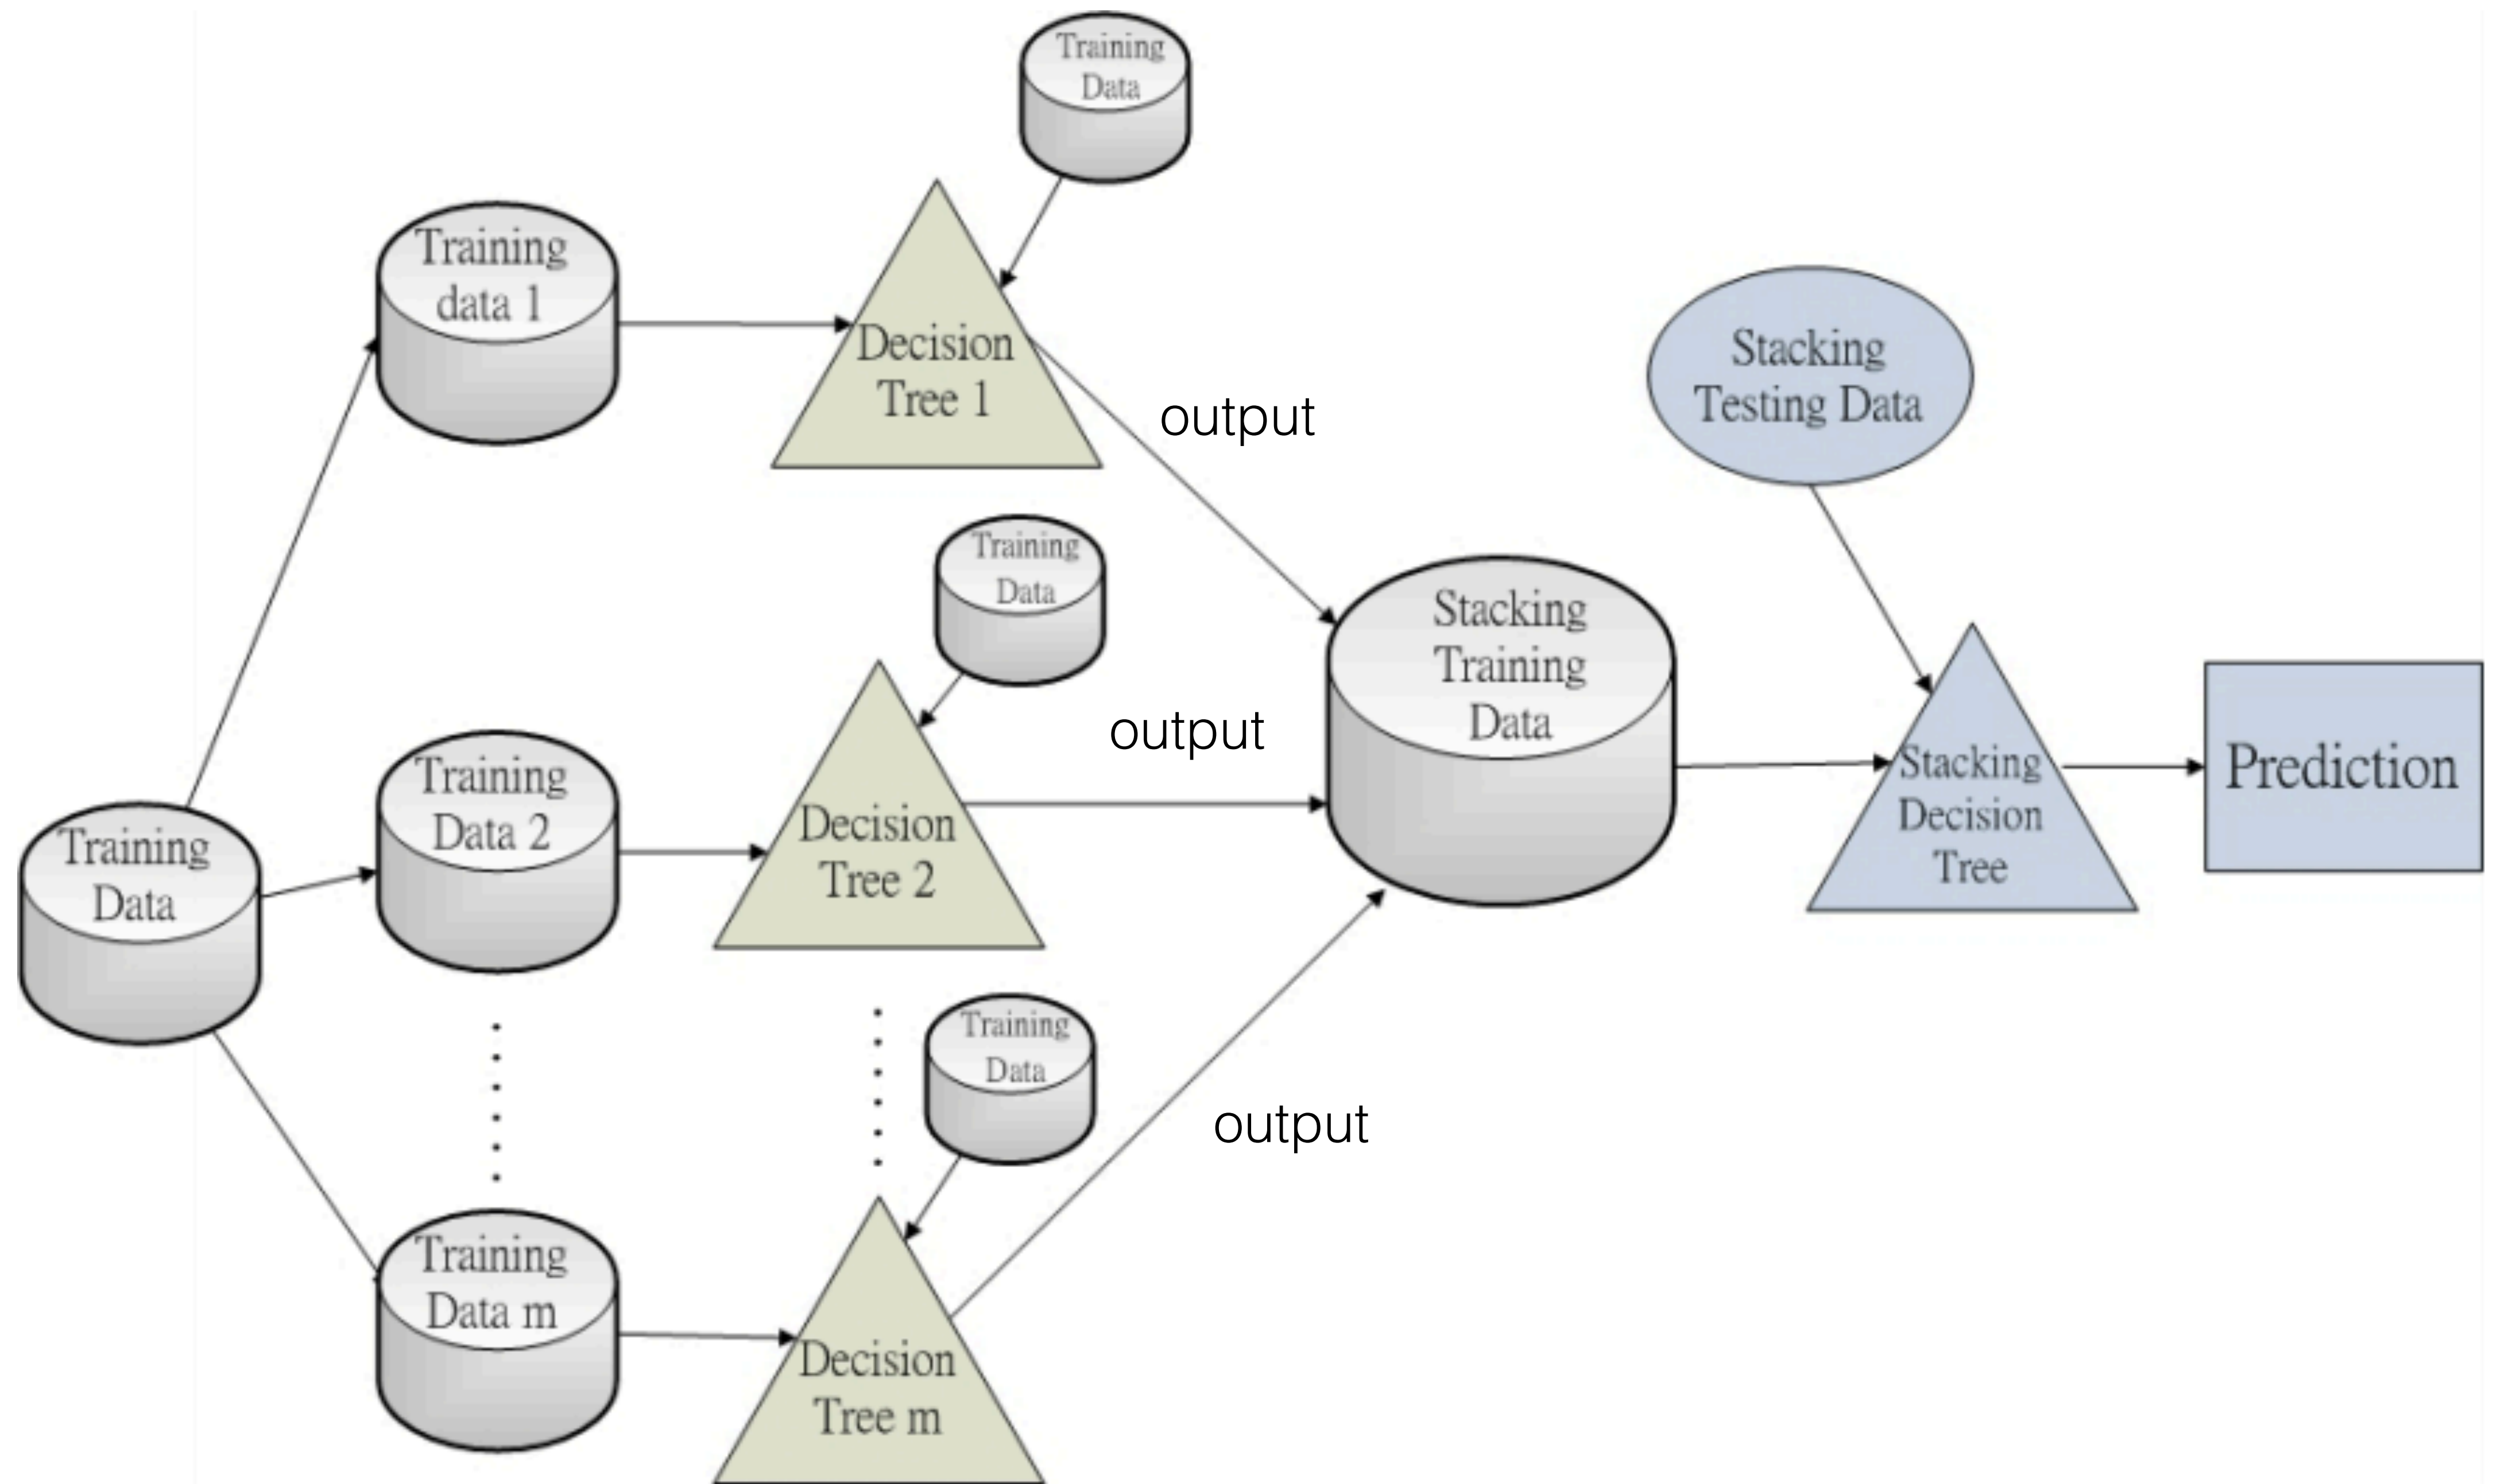 Training
Data
Training
data 1
Decision
Tree 1
output
Stacking
Testing Data
Training
Data
Stacking
Training
Data
output
Training
Data
Training
Data 2
Decision
Tree 2
Stacking
Decision
Tree
Prediction
Training
Data
output
Training
Data m
Decision
Tree m